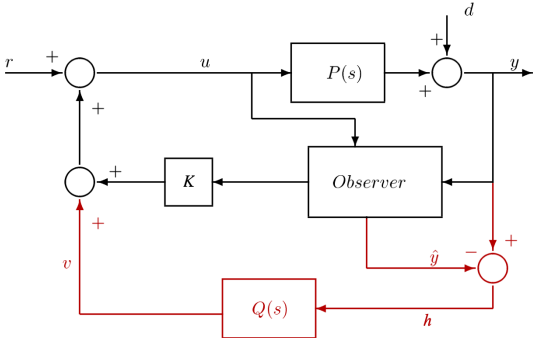 d
+
r + u P(s) y
+
+
+ K Observer
+ +
v ŷ −
Q(s) h